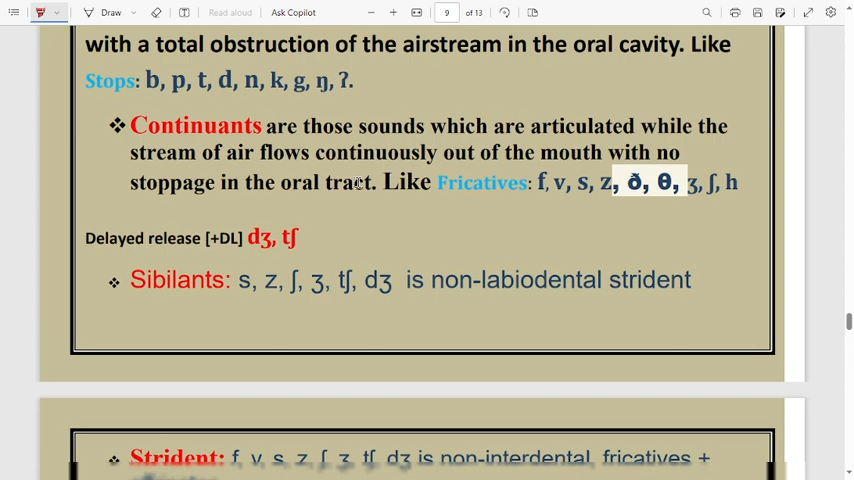 Draw
Read aloud
Ask Copilot
9
of 13
with a total obstruction of the airstream in the oral cavity. Like
Stops: b, p, t, d, n, k, g, ŋ, ʔ.
❖ Continuants are those sounds which are articulated while the
stream of air flows continuously out of the mouth with no
stoppage in the oral tract. Like Fricatives: f, v, s, z, ð, θ, ʒ, ʃ, h
Delayed release [+DL] dʒ, tʃ
❖ Sibilants: s, z, ʃ, ʒ, tʃ, dʒ is non-labiodental strident
❖ Strident: f, v, s, z, ʃ, ʒ, tʃ, dʒ is non-interdental, fricatives +